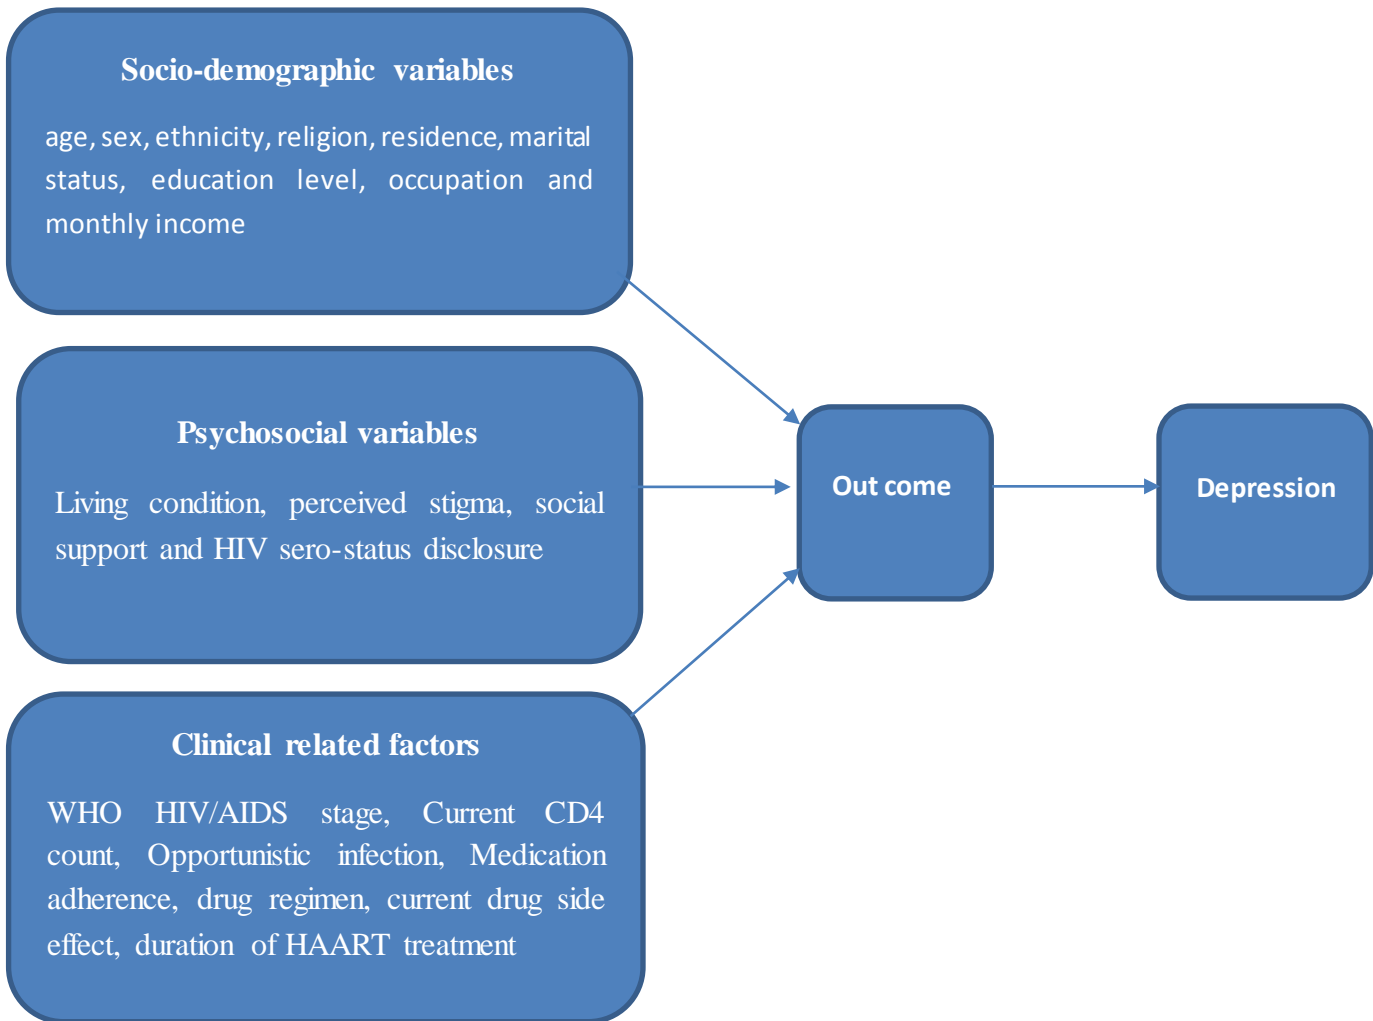 Socio-demographic variables
age, sex, ethnicity, religion, residence, marital
status, education level, occupation and
monthly income
Psychosocial variables
Living condition, perceived stigma, social
support and HIV sero-status disclosure
Out come
Depression
Clinical related factors
WHO HIV/AIDS stage, Current CD4
count, Opportunistic infection, Medication
adherence, drug regimen, current drug side
effect, duration of HAART treatment